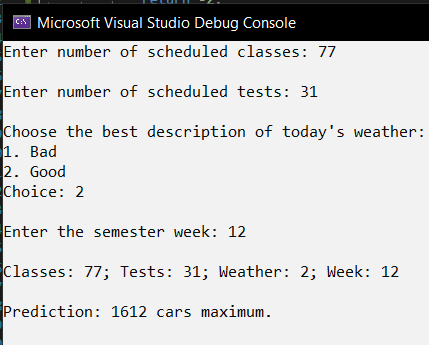 return -2;
Microsoft Visual Studio Debug Console
Enter number of scheduled classes: 77
Enter number of scheduled tests: 31
Choose the best description of today's weather:
1. Bad
2. Good
Choice: 2
Enter the semester week: 12
Classes: 77; Tests: 31; Weather: 2; Week: 12
Prediction: 1612 cars maximum.